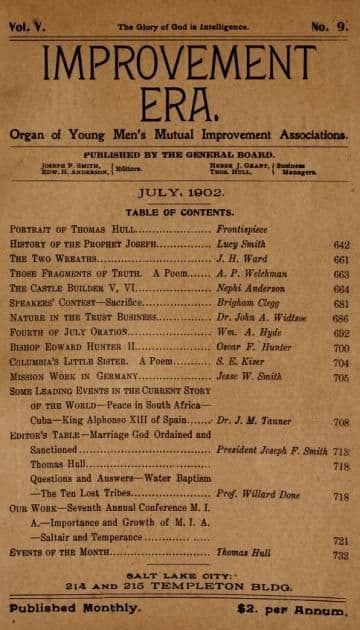 Vol. V.
The Glory of God is Intelligence.
No. 9.
IMPROVEMENT
ERA.
Organ of Young Men's Mutual Improvement Associations.
PUBLISHED BY THE GENERAL BOARD.
JOSEPH F. SMITH, EDW. H. ANDERSON, } Editors.
HEBER J. GRANT, THOS. HULL, } Business Managers.
JULY, 1902.
TABLE OF CONTENTS.
PORTRAIT OF THOMAS HULL.................... Frontispiece
HISTORY OF THE PROPHET JOSEPH.............. Lucy Smith 642
THE TWO WREATHS............................ J. H. Ward 661
THOSE FRAGMENTS OF TRUTH. A Poem....... A. P. Welchman 663
THE CASTLE BUILDER V, VI................... Nephi Anderson 664
SPEAKERS' CONTEST—Sacrifice................ Brigham Clegg 681
NATURE IN THE TRUST BUSINESS............... Dr. John A. Widtsoe 686
FOURTH OF JULY ORATION..................... Wm. A. Hyde 692
BISHOP EDWARD HUNTER II.................... Oscar F. Hunter 700
COLUMBIA'S LITTLE SISTER. A Poem........... S. E. Kiser 704
MISSION WORK IN GERMANY.................... Jesse W. Smith 705
SOME LEADING EVENTS IN THE CURRENT STORY
OF THE WORLD—Peace in South Africa—
Cuba—King Alphonso XIII of Spain...... Dr. J. M. Tanner 708
EDITOR'S TABLE—Marriage God Ordained and
Sanctioned.......................... President Joseph F. Smith 713
Thomas Hull......................... 718
Questions and Answers—Water Baptism
—The Ten Lost Tribes................ Prof. Willard Done 718
OUR WORK—Seventh Annual Conference M. I.
A.—Importance and Growth of M. I. A.
—Saltair and Temperance............. 721
EVENTS OF THE MONTH........................ Thomas Hull 732
SALT LAKE CITY:
214 AND 215 TEMPLETON BLDG.
Published Monthly.
$2. per Annum.